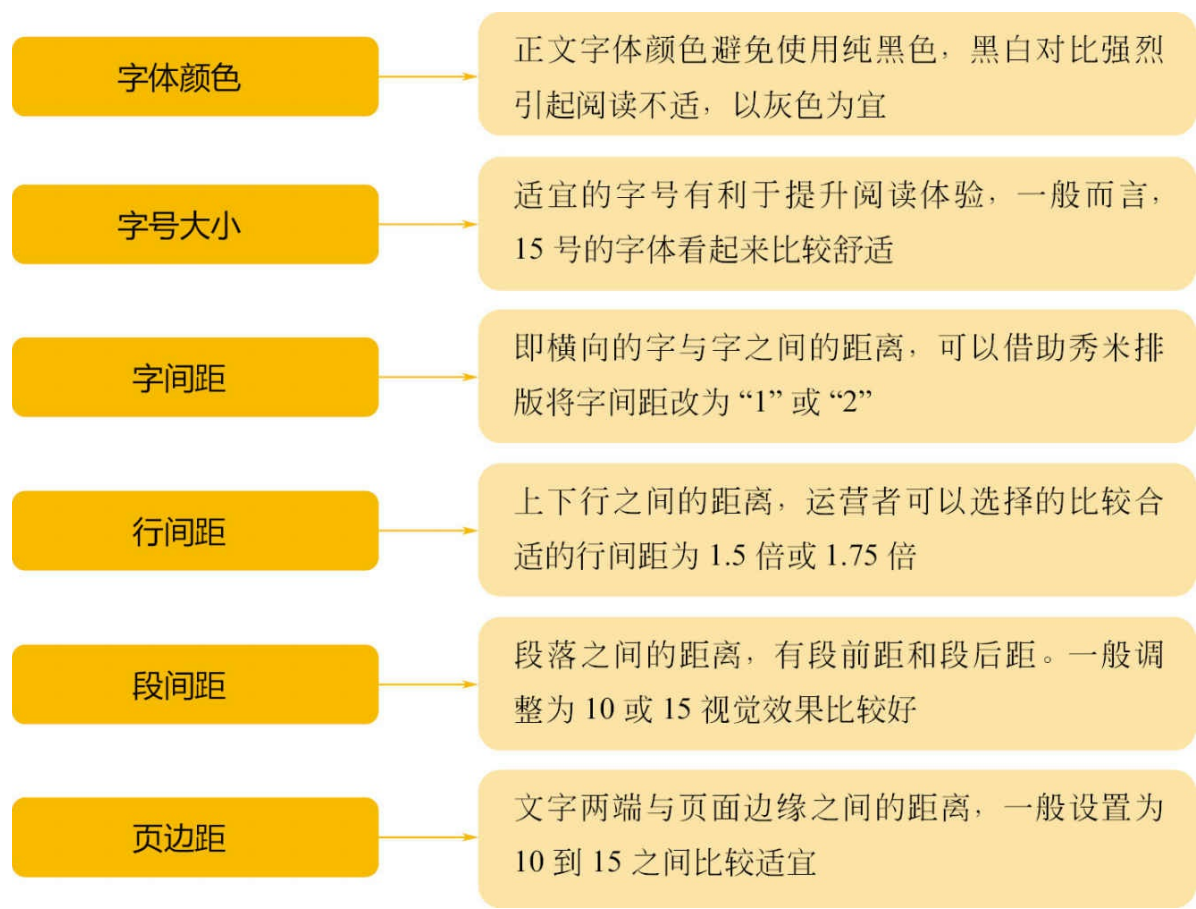 字体颜色
正文字体颜色避免使用纯黑色，黑白对比强烈
引起阅读不适，以灰色为宜
字号大小
适宜的字号有利于提升阅读体验，一般而言，
15 号的字体看起来比较舒适
字间距
即横向的字与字之间的距离，可以借助秀米排
版将字间距改为 “1” 或 “2”
行间距
上下行之间的距离，运营者可以选择的比较合
适的行间距为 1.5 倍或 1.75 倍
段间距
段落之间的距离，有段前距和段后距。一般调
整为 10 或 15 视觉效果比较好
页边距
文字两端与页面边缘之间的距离，一般设置为
10 到 15 之间比较适宜